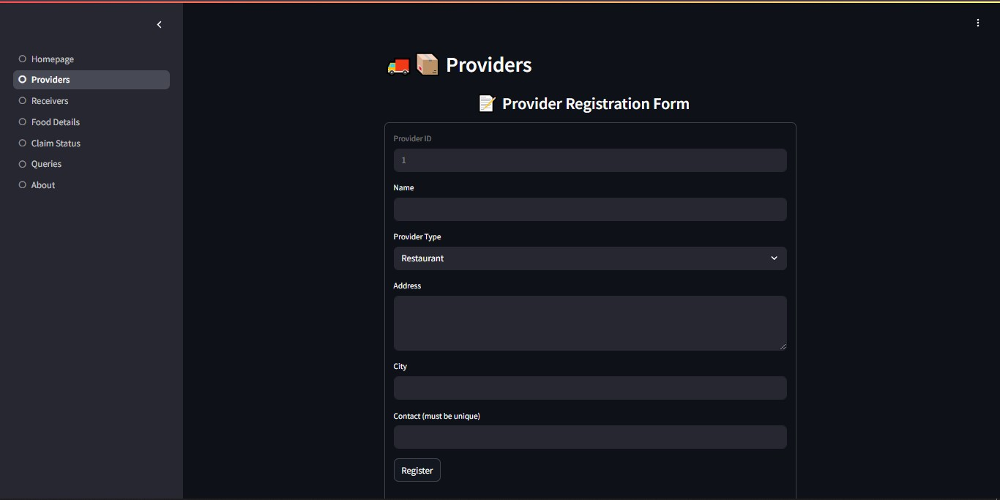 Homepage
Providers
Receivers
Food Details
Claim Status
Queries
About
Providers
Provider Registration Form
Provider ID
1
Name
Provider Type
Restaurant
Address
City
Contact (must be unique)
Register